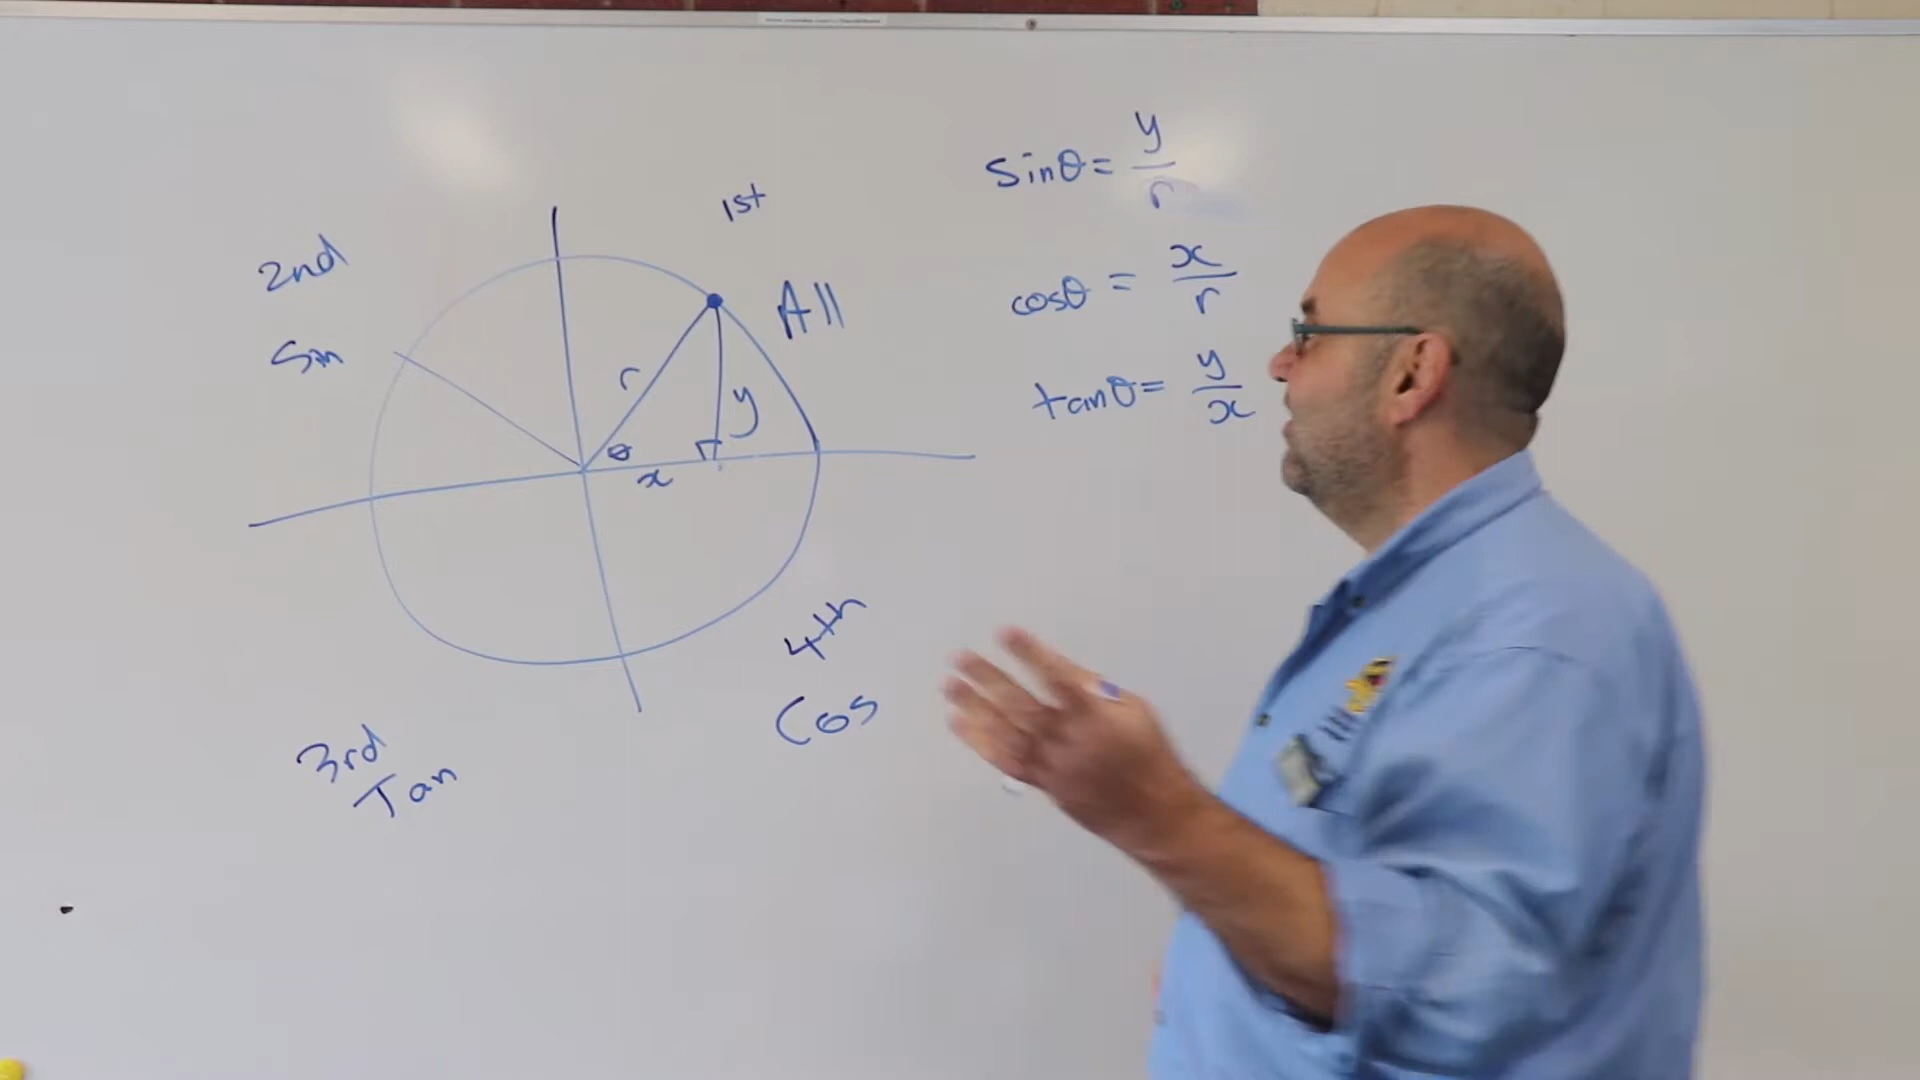 1st
2nd
All
Sin
r
y
θ
x
4th
Cos
3rd
Tan
sinθ = y/r
cosθ = x/r
tanθ = y/x